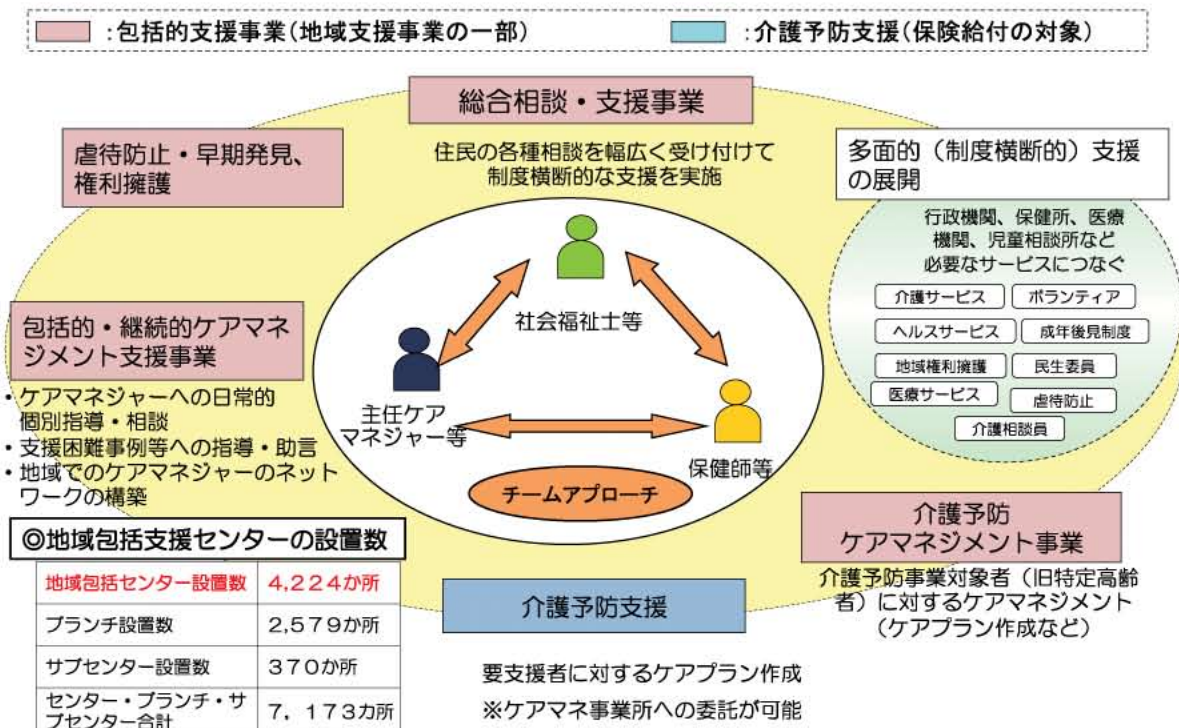 ：包括的支援事業（地域支援事業の一部）
：介護予防支援（保険給付の対象）
総合相談・支援事業
住民の各種相談を幅広く受け付けて
制度横断的な支援を実施
虐待防止・早期発見、
権利擁護
多面的（制度横断的）支援
の展開
行政機関、保健所、医療
機関、児童相談所など
必要なサービスにつなぐ
介護サービス
ボランティア
ヘルスサービス
成年後見制度
地域権利擁護
民生委員
医療サービス
虐待防止
介護相談員
包括的・継続的ケアマネ
ジメント支援事業
・ケアマネジャーへの日常的
個別指導・相談
・支援困難事例等への指導・助言
・地域でのケアマネジャーのネット
ワークの構築
社会福祉士等
主任ケア
マネジャー等
保健師等
チームアプローチ
介護予防
ケアマネジメント事業
介護予防事業対象者（旧特定高齢
者）に対するケアマネジメント
（ケアプラン作成など）
◎地域包括支援センターの設置数
地域包括センター設置数 4,224か所
ブランチ設置数 2,579か所
サブセンター設置数 370か所
センター・ブランチ・サ
ブセンター合計 7，173カ所
介護予防支援
要支援者に対するケアプラン作成
※ケアマネ事業所への委託が可能